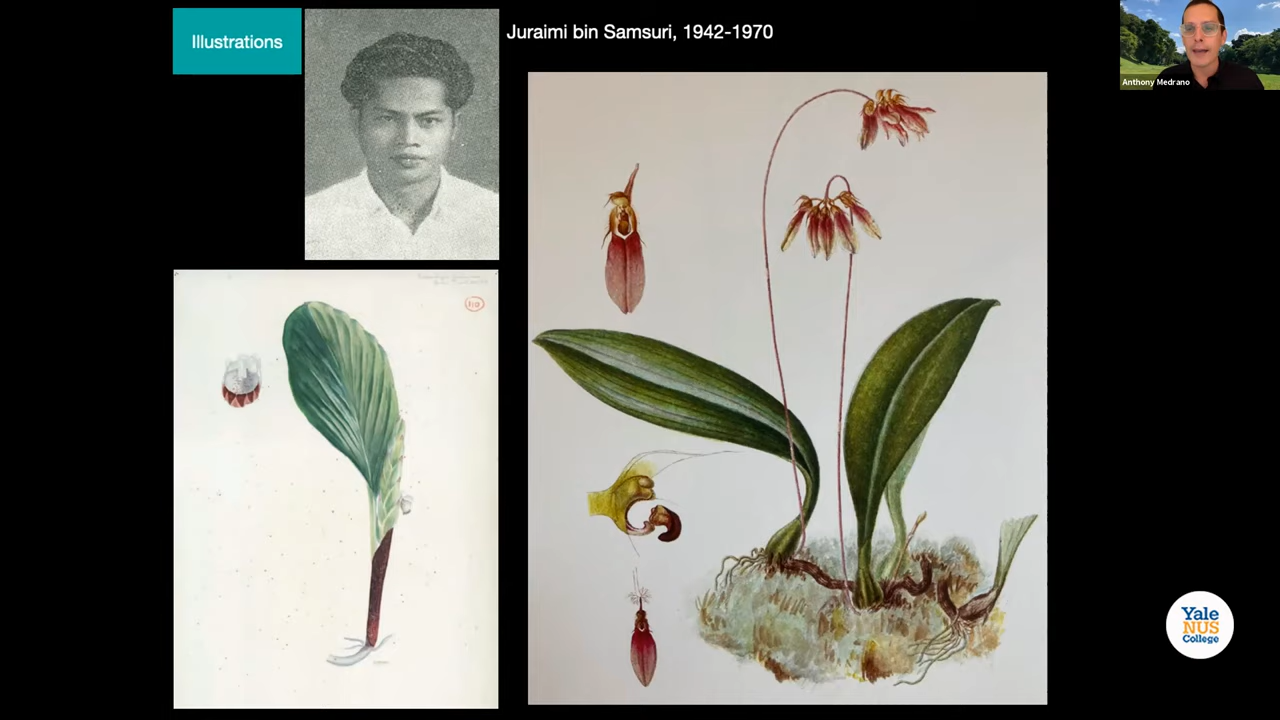 Illustrations
Juraimi bin Samsuri, 1942-1970
Anthony Medrano
Yale
NUS
College